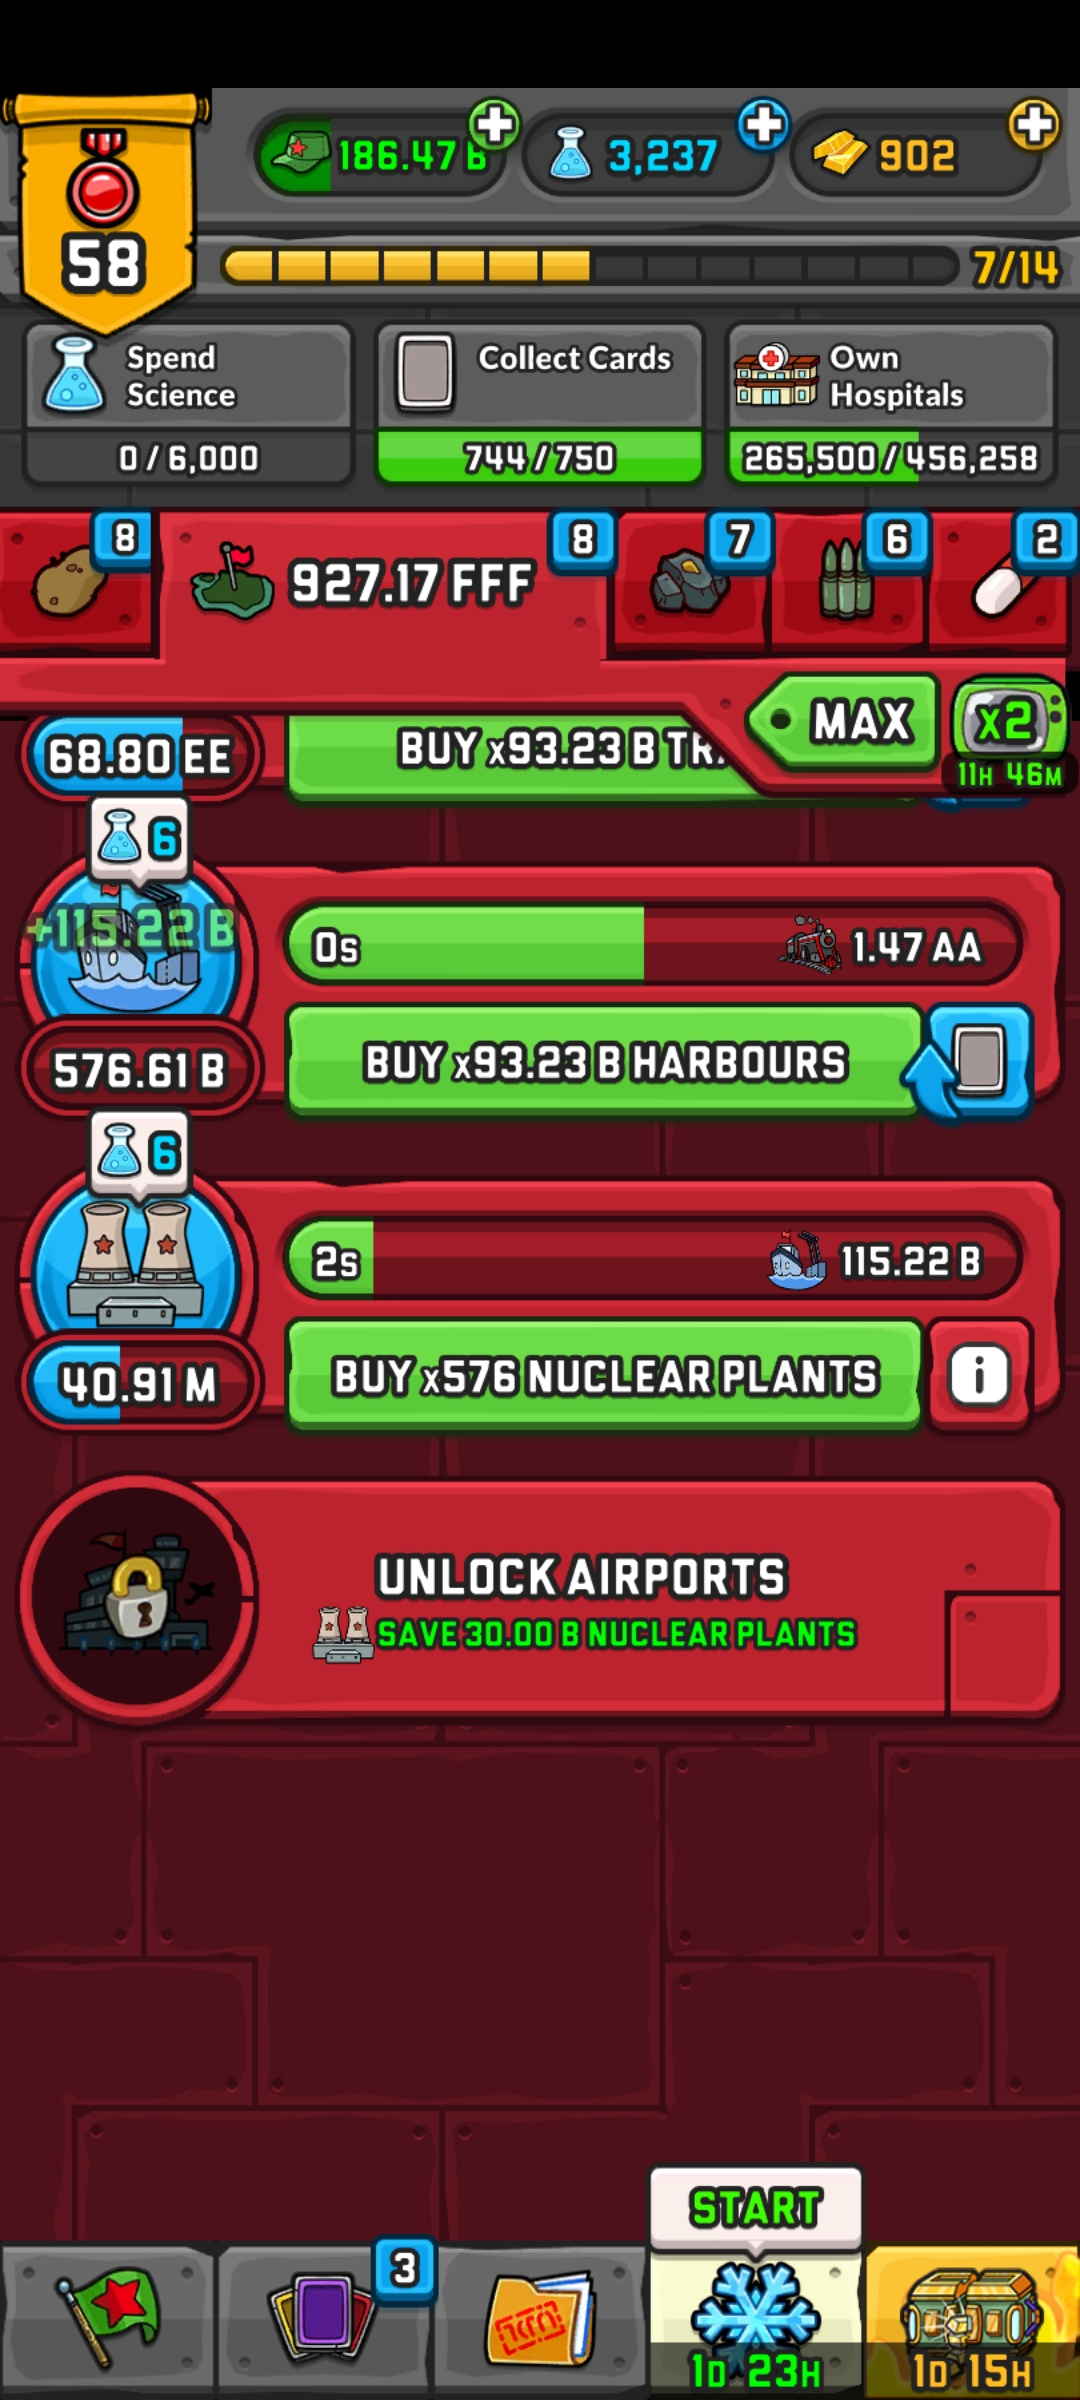 186.47 B
3,237
902
58
7/14
Spend
Science
0 / 6,000
Collect Cards
744 / 750
Own
Hospitals
265,500 / 456,258
8
927.17 FFF
8
7
6
2
MAX
x2
11H 46M
68.80 EE
BUY x93.23 B
6
+115.22 B
0s
1.47 AA
576.61 B
BUY x93.23 B HARBOURS
6
2s
115.22 B
40.91 M
BUY x576 NUCLEAR PLANTS
i
UNLOCK AIRPORTS
SAVE 30.00 B NUCLEAR PLANTS
START
3
1D 23H
1D 15H